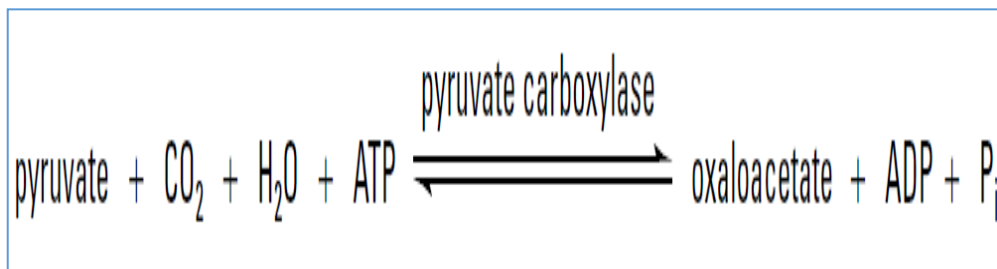 pyruvate carboxylase
pyruvate + CO₂ + H₂O + ATP ⇌ oxaloacetate + ADP + Pᵢ